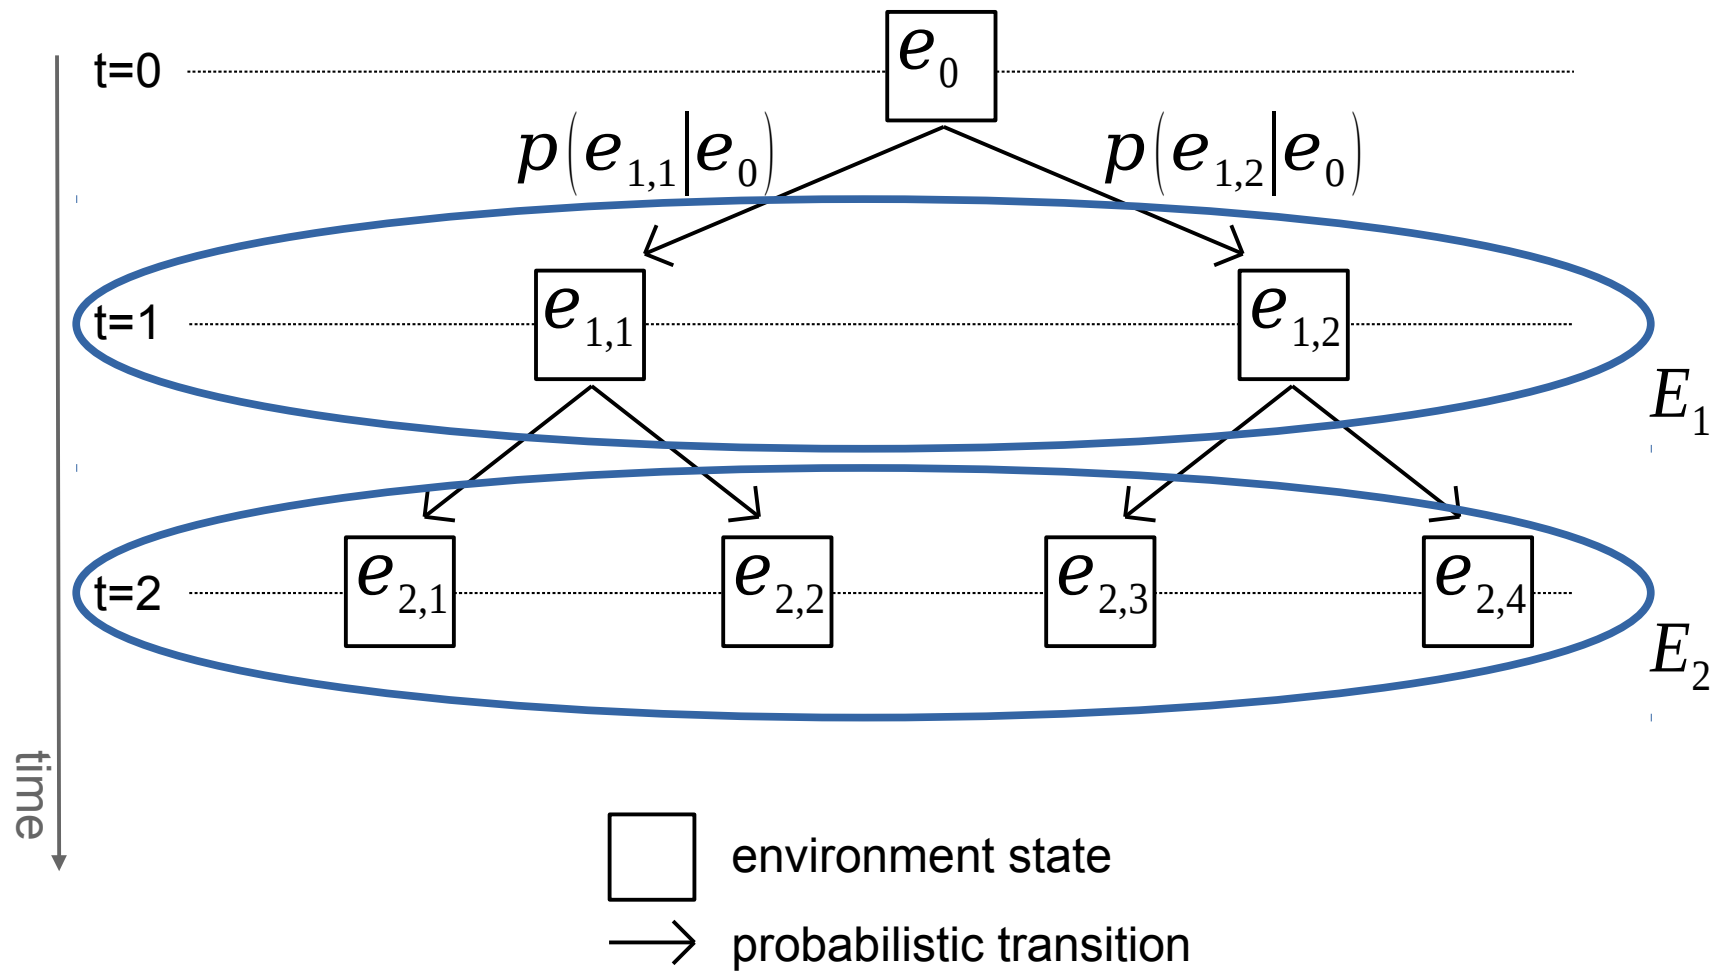 t=0
e₀
p(e₁,₁|e₀)
p(e₁,₂|e₀)
t=1
e₁,₁
e₁,₂
E₁
t=2
e₂,₁
e₂,₂
e₂,₃
e₂,₄
E₂
time
environment state
probabilistic transition